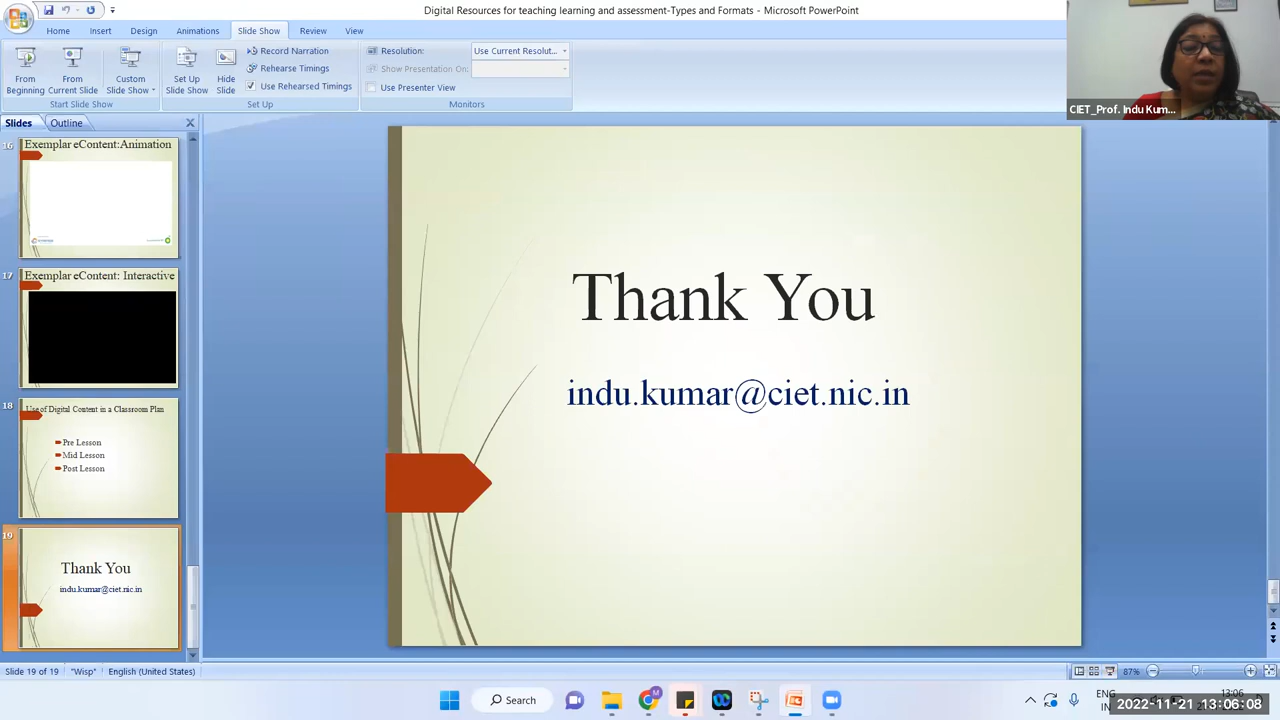 Digital Resources for teaching learning and assessment-Types and Formats - Microsoft PowerPoint
Home Insert Design Animations Slide Show Review View
From Beginning
From Current Slide
Custom Slide Show
Start Slide Show
Set Up Slide Show
Hide Slide
Record Narration
Rehearse Timings
Use Rehearsed Timings
Set Up
Resolution: Use Current Resolut...
Show Presentation On:
Use Presenter View
Monitors
CIET_Prof. Indu Kum...
Slides Outline
16
Exemplar eContent:Animation
17
Exemplar eContent: Interactive
18
Use of Digital Content in a Classroom Plan
Pre Lesson
Mid Lesson
Post Lesson
19
Thank You
indu.kumar@ciet.nic.in
Thank You
indu.kumar@ciet.nic.in
Slide 19 of 19 "Wisp" English (United States)
87%
Search
ENG
IN
13:06
2022-11-21 13:06:08